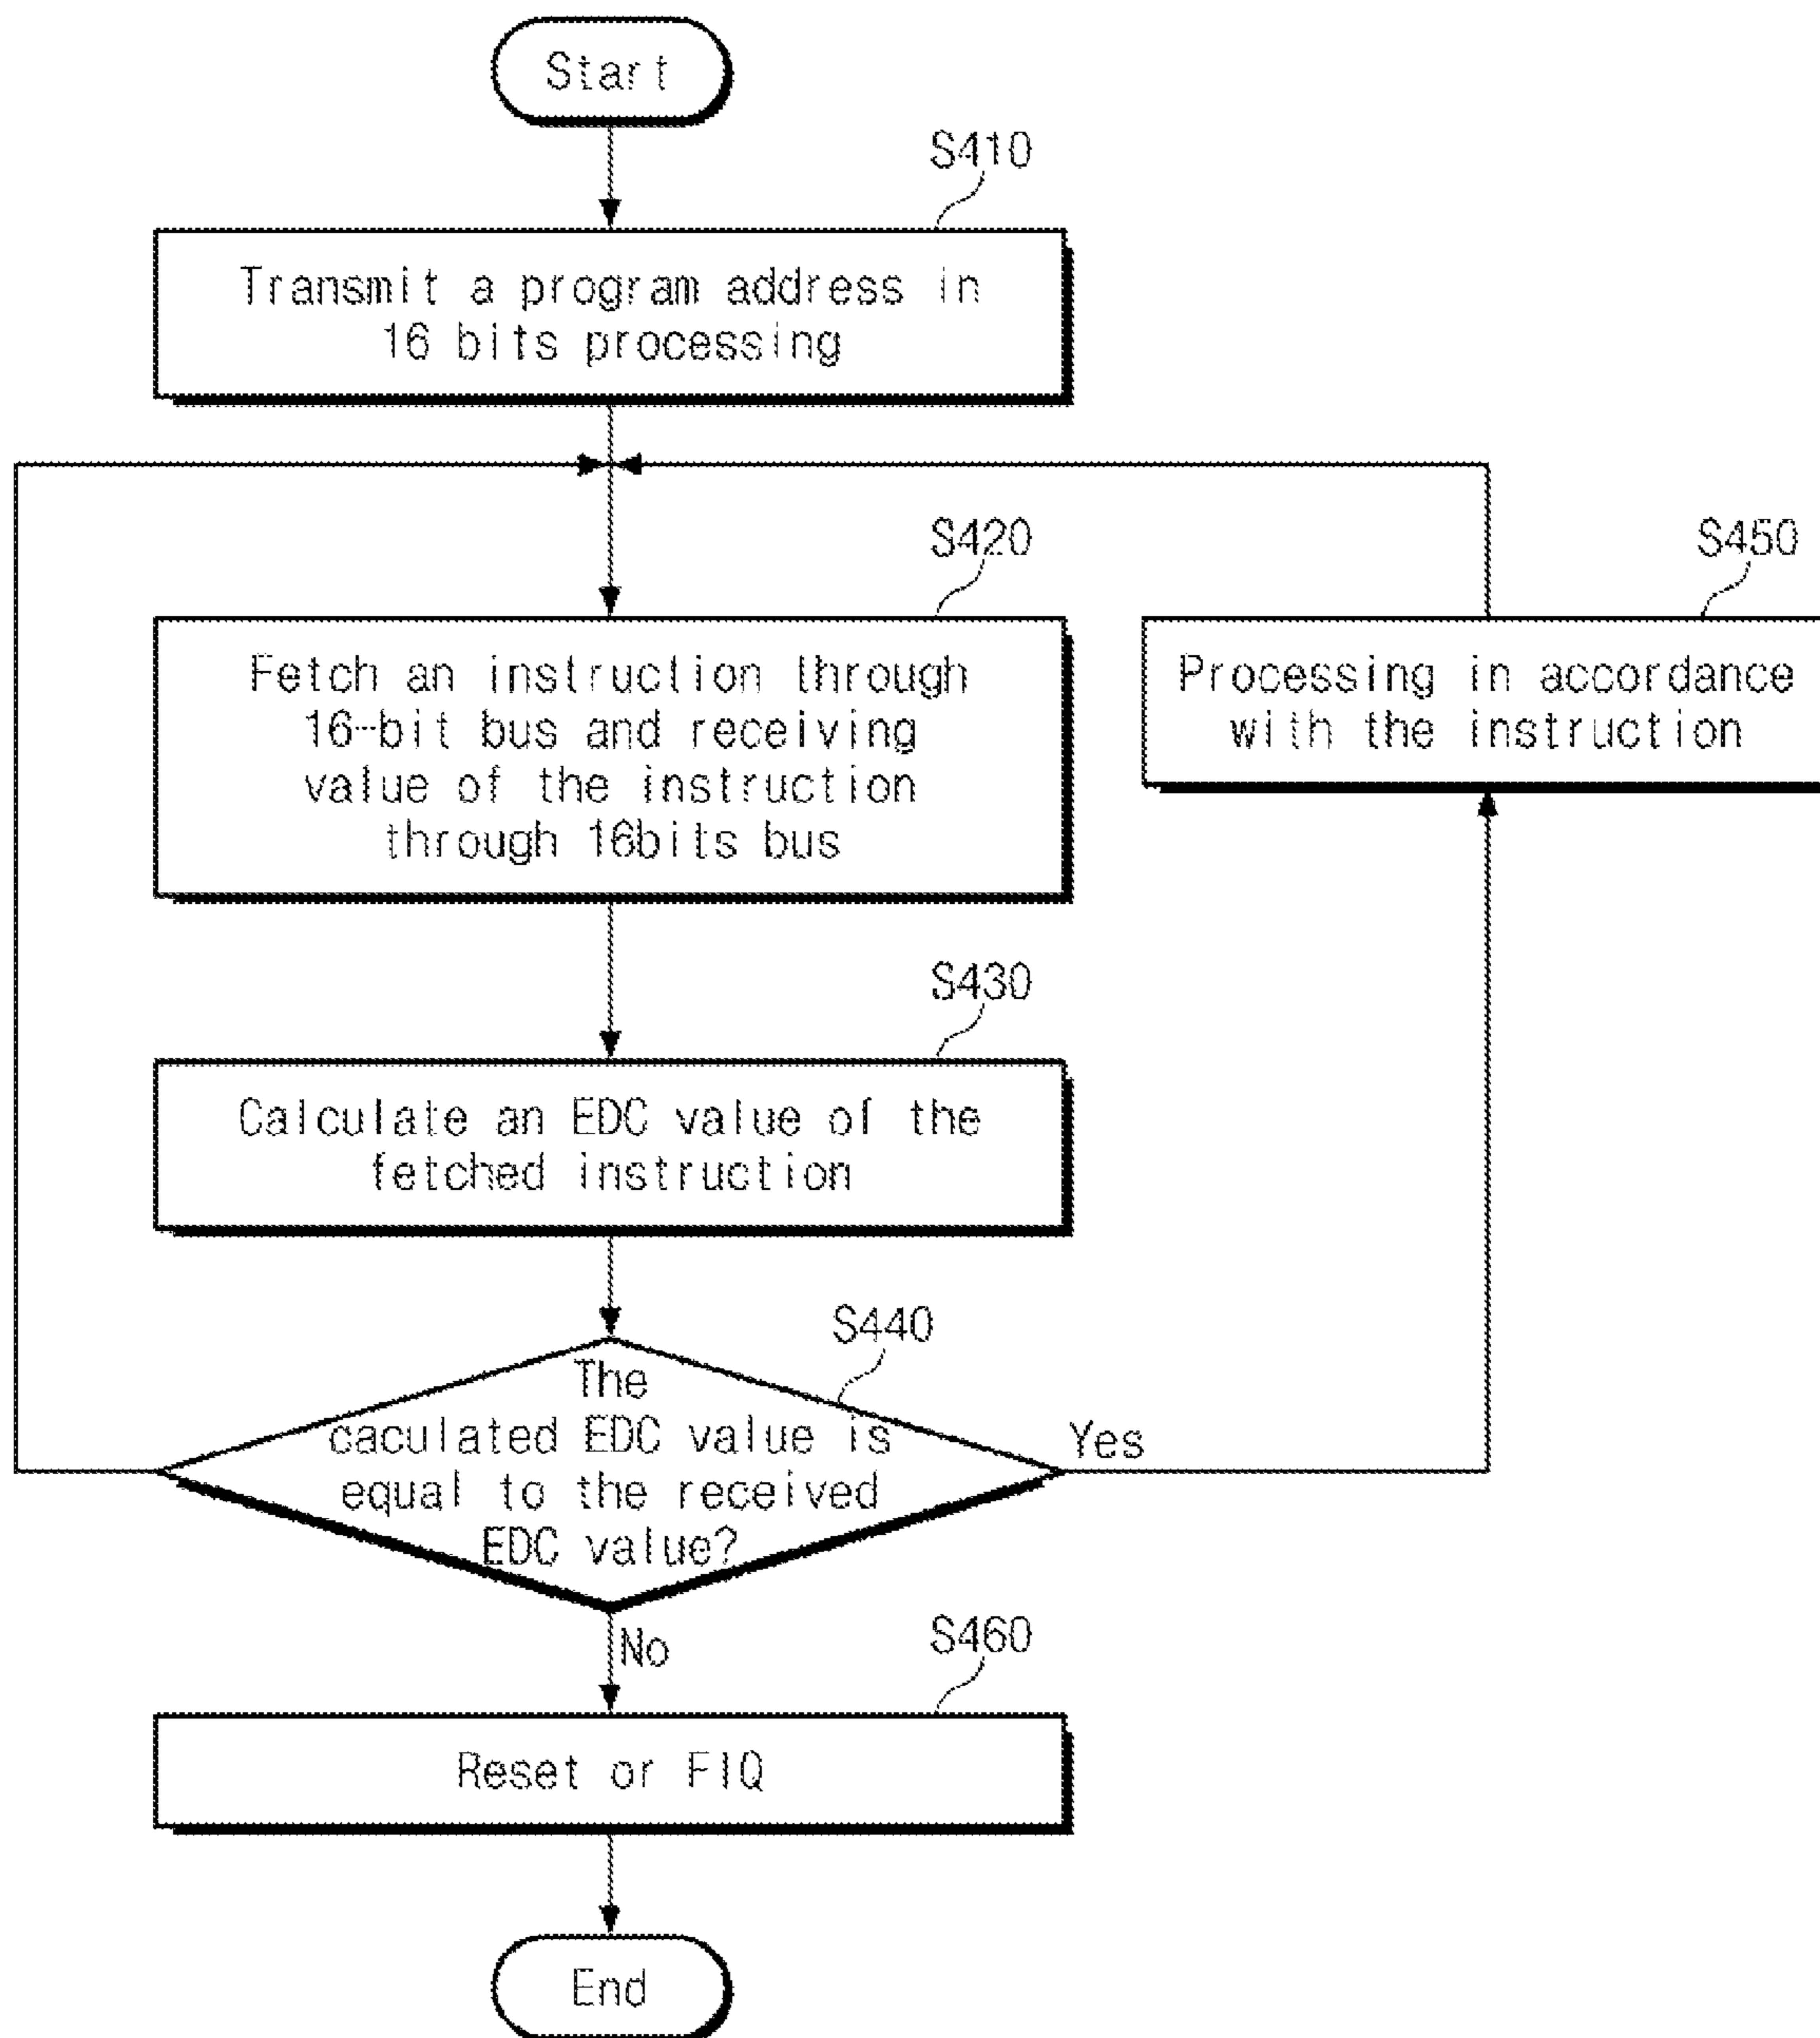 Start
S410
Transmit a program address in
16 bits processing
S420
Fetch an instruction through
16-bit bus and receiving
value of the instruction
through 16bits bus
S450
Processing in accordance
with the instruction
S430
Calculate an EDC value of the
fetched instruction
S440
The
caculated EDC value is
equal to the received
EDC value?
Yes
No
S460
Reset or FIQ
End